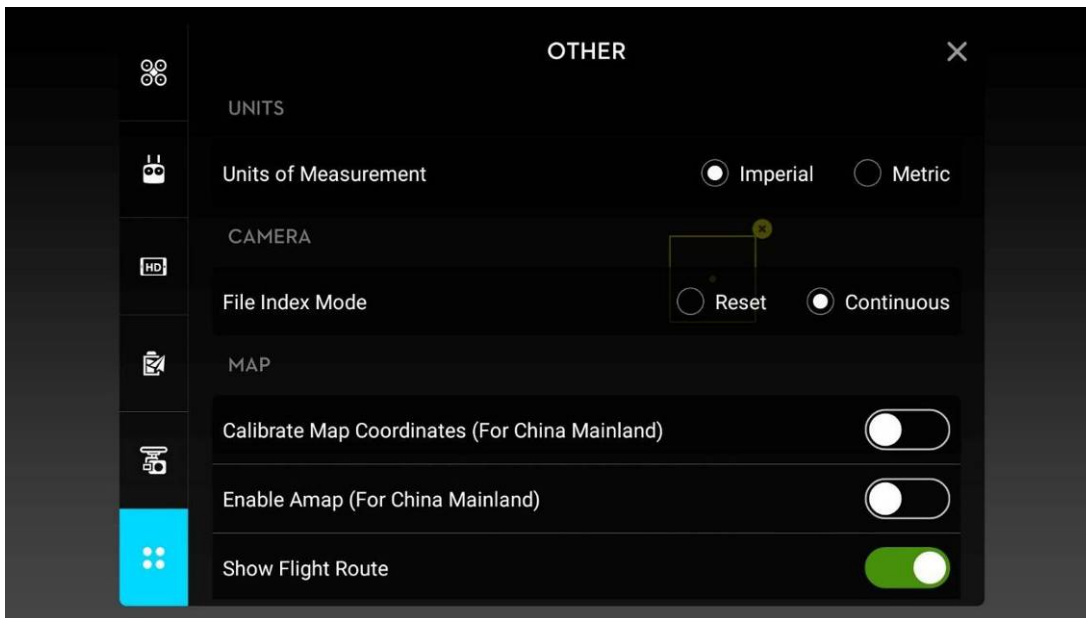 OTHER
UNITS
Units of Measurement Imperial Metric
CAMERA
HD
File Index Mode Reset Continuous
MAP
Calibrate Map Coordinates (For China Mainland)
Enable Amap (For China Mainland)
Show Flight Route